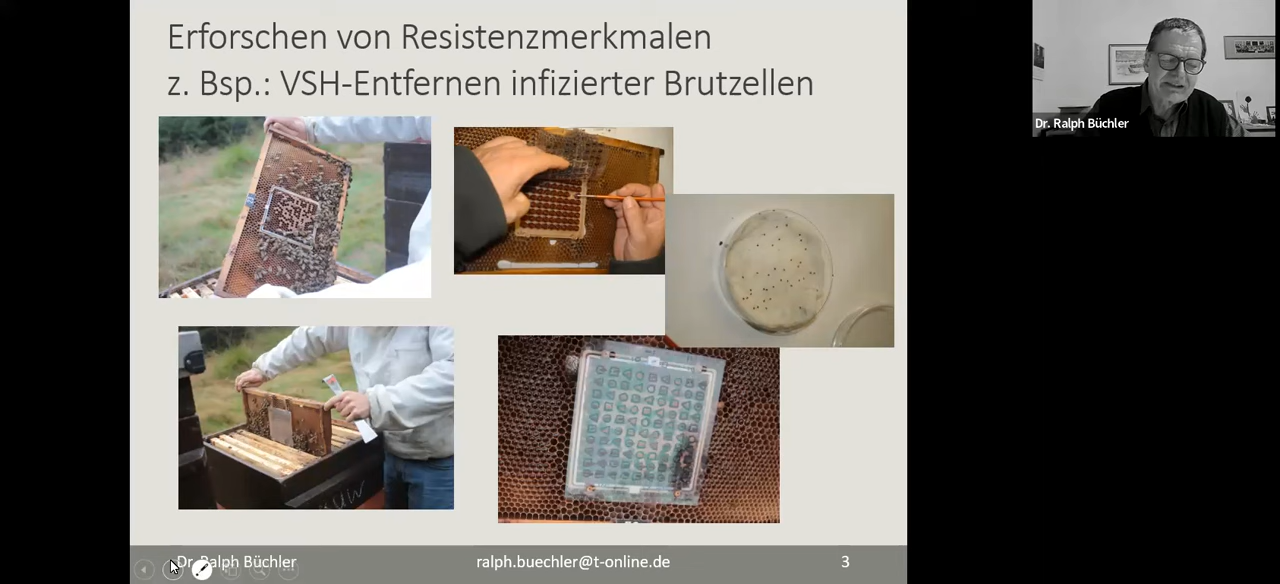 Erforschen von Resistenzmerkmalen
z. Bsp.: VSH-Entfernen infizierter Brutzellen
Dr. Ralph Büchler
Dr. Ralph Büchler
ralph.buechler@t-online.de
3